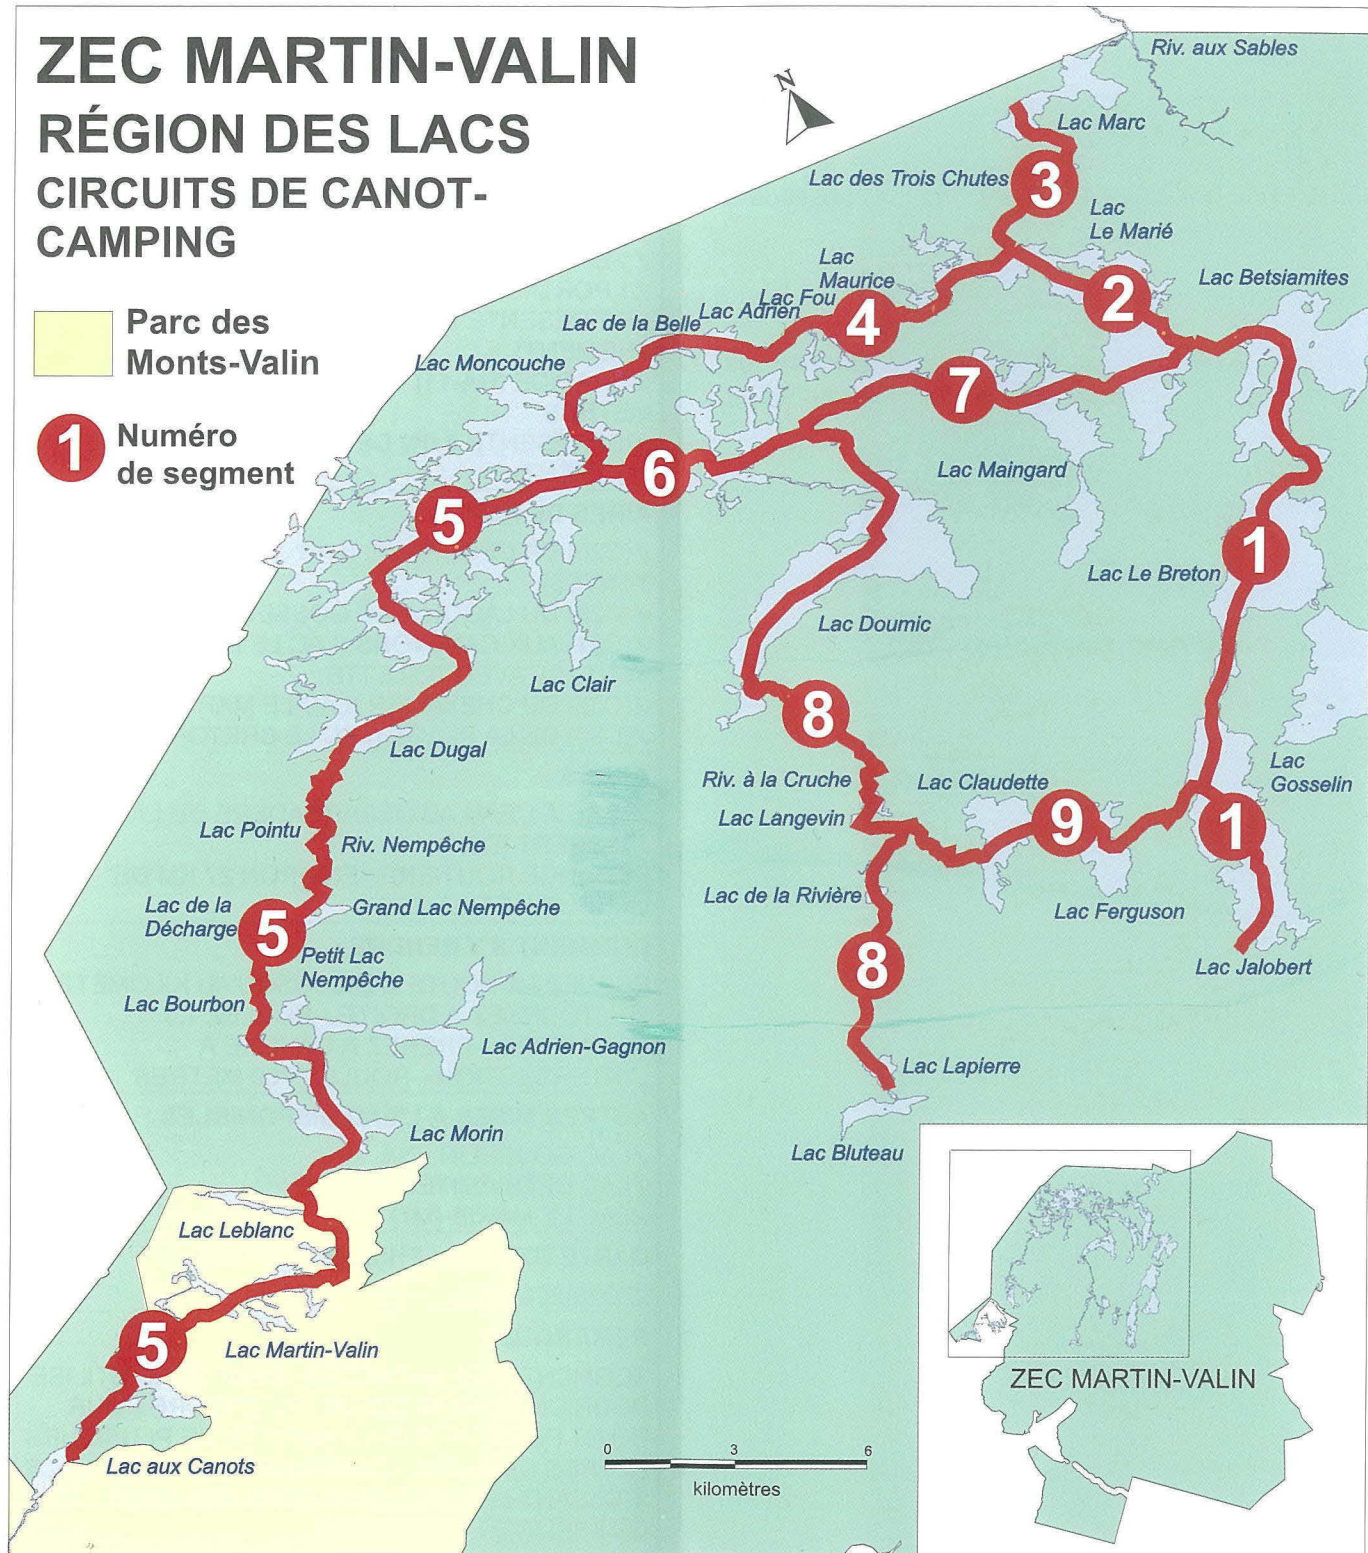 ZEC MARTIN-VALIN
RÉGION DES LACS
CIRCUITS DE CANOT-
CAMPING
Parc des
Monts-Valin
1
Numéro
de segment
N
Riv. aux Sables
Lac Marc
Lac des Trois Chutes
3
Lac
Le Marié
Lac
Maurice
2
Lac Betsiamites
Lac Fou
Lac Adrien
4
Lac de la Belle
Lac Moncouche
7
6
Lac Maingard
5
1
Lac Le Breton
Lac Doumic
Lac Clair
8
Lac Dugal
Lac
Gosselin
Riv. à la Cruche
Lac Claudette
Lac Langevin
9
1
Lac Pointu
Riv. Nempêche
Lac de la Rivière
Lac de la
Décharge
5
Grand Lac Nempêche
Lac Ferguson
Petit Lac
Nempêche
8
Lac Jalobert
Lac Bourbon
Lac Adrien-Gagnon
Lac Lapierre
Lac Morin
Lac Bluteau
Lac Leblanc
5
Lac Martin-Valin
ZEC MARTIN-VALIN
Lac aux Canots
0 3 6
kilomètres